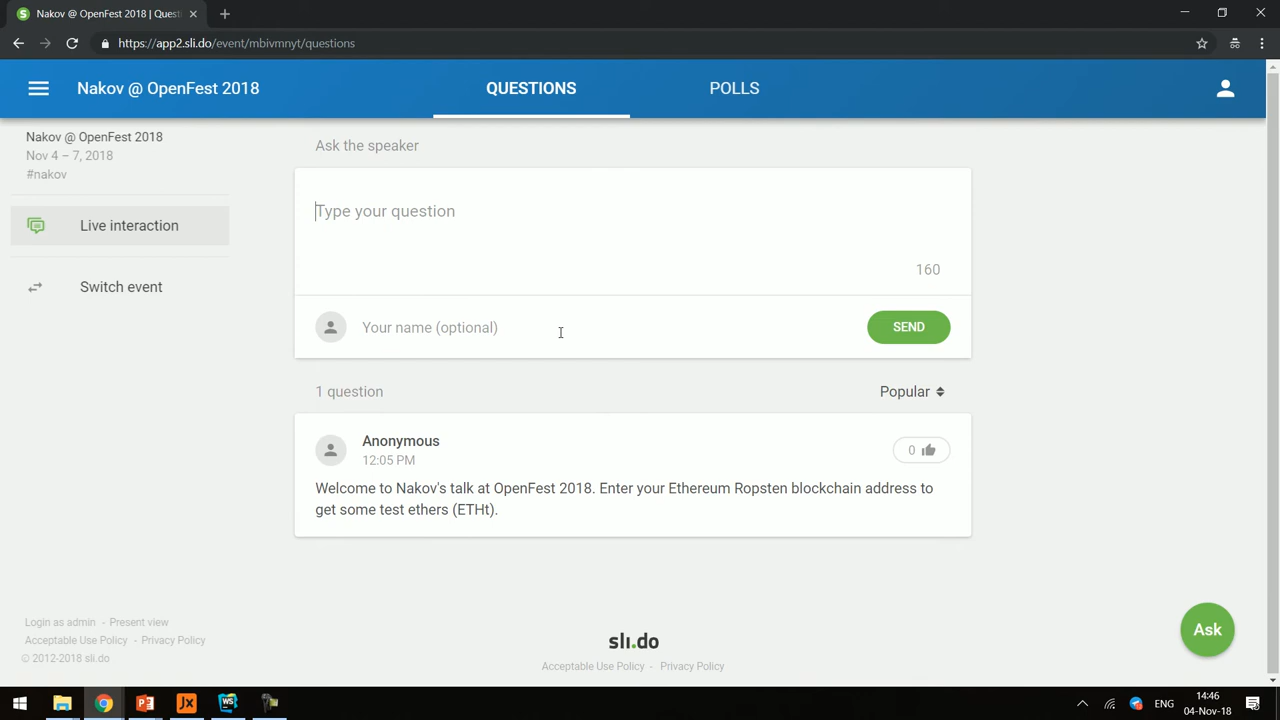 Nakov @ OpenFest 2018 | Questi
https://app2.sli.do/event/mbivmnyt/questions
Nakov @ OpenFest 2018
QUESTIONS
POLLS
Nakov @ OpenFest 2018
Nov 4 – 7, 2018
#nakov
Live interaction
Switch event
Ask the speaker
Type your question
160
Your name (optional)
SEND
1 question
Popular
Anonymous
12:05 PM
0
Welcome to Nakov's talk at OpenFest 2018. Enter your Ethereum Ropsten blockchain address to
get some test ethers (ETHt).
Login as admin - Present view
Acceptable Use Policy - Privacy Policy
© 2012-2018 sli.do
sli.do
Acceptable Use Policy - Privacy Policy
Ask
ENG
14:46
04-Nov-18